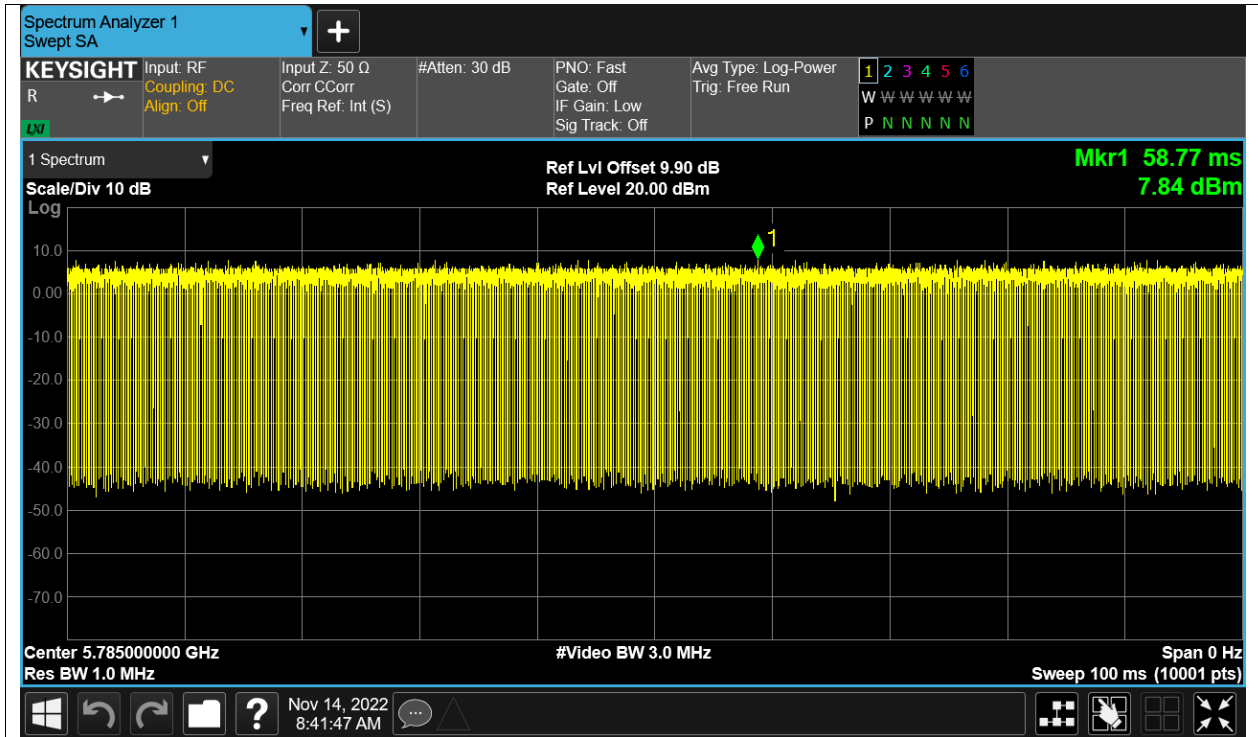 Spectrum Analyzer 1
Swept SA
KEYSIGHT
R
LXI
Input: RF
Coupling: DC
Align: Off
Input Z: 50 Ω
Corr CCorr
Freq Ref: Int (S)
#Atten: 30 dB
PNO: Fast
Gate: Off
IF Gain: Low
Sig Track: Off
Avg Type: Log-Power
Trig: Free Run
1 2 3 4 5 6
W W W W W W
P N N N N N
1 Spectrum
Scale/Div 10 dB
Log
Ref Lvl Offset 9.90 dB
Ref Level 20.00 dBm
Mkr1 58.77 ms
7.84 dBm
1
10.0
0.00
-10.0
-20.0
-30.0
-40.0
-50.0
-60.0
-70.0
Center 5.785000000 GHz
Res BW 1.0 MHz
#Video BW 3.0 MHz
Span 0 Hz
Sweep 100 ms (10001 pts)
?
Nov 14, 2022
8:41:47 AM